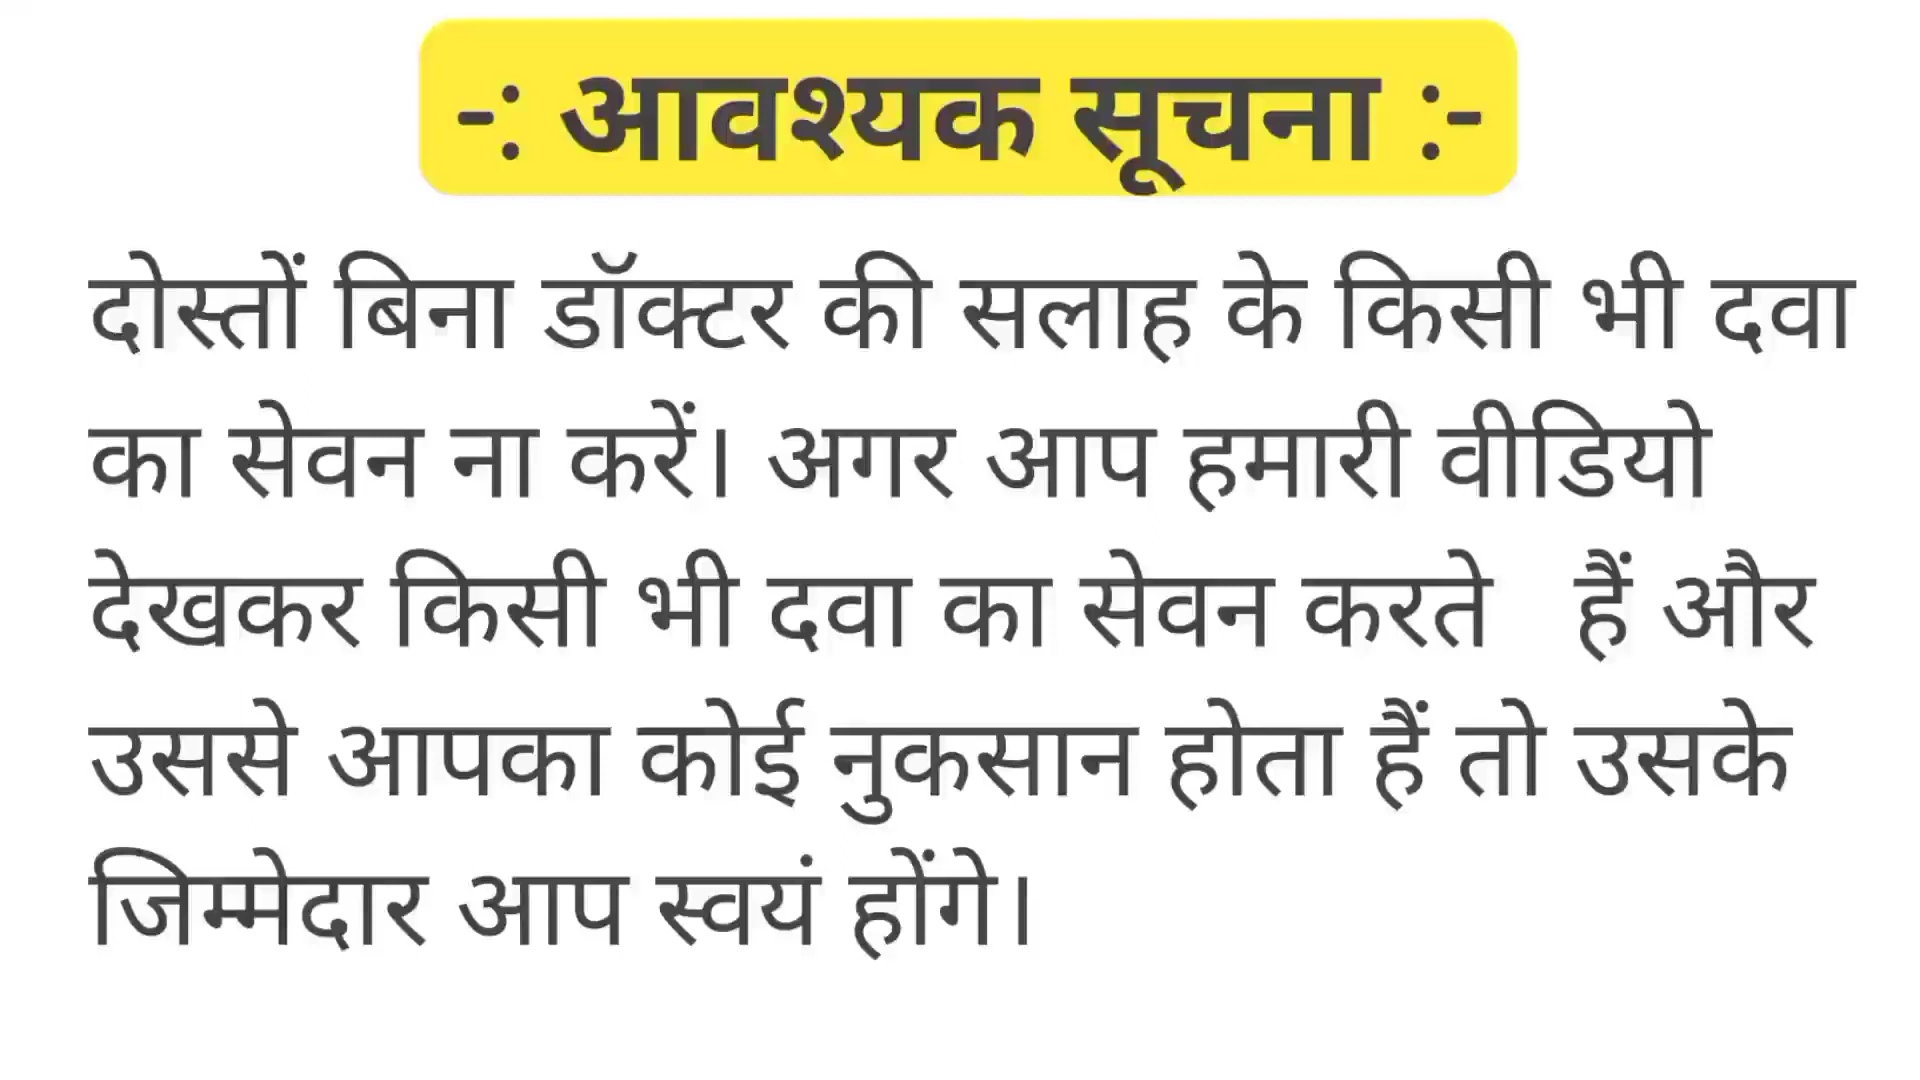 -: आवश्यक सूचना :-
दोस्तों बिना डॉक्टर की सलाह के किसी भी दवा
का सेवन ना करें। अगर आप हमारी वीडियो
देखकर किसी भी दवा का सेवन करते हैं और
उससे आपका कोई नुकसान होता हैं तो उसके
जिम्मेदार आप स्वयं होंगे।